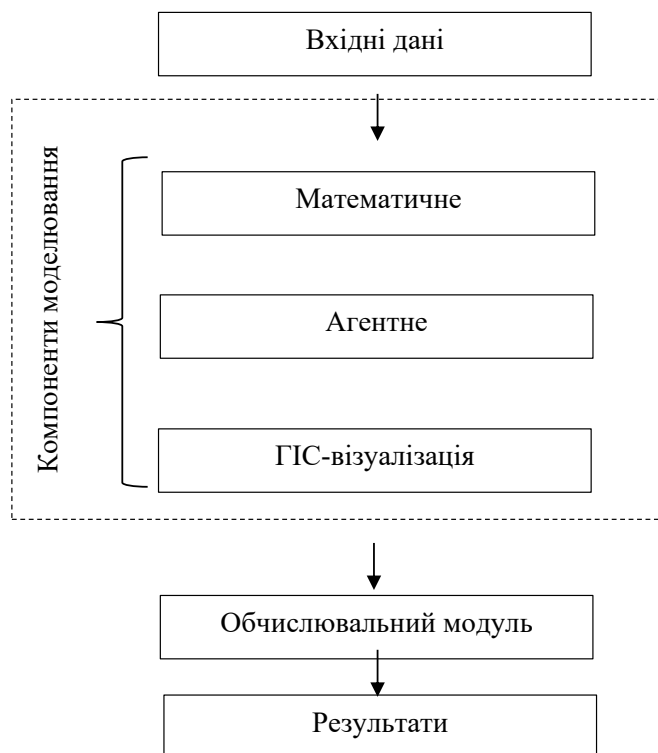 Вхідні дані
Компоненти моделювання
Математичне
Агентне
ГІС-візуалізація
Обчислювальний модуль
Результати